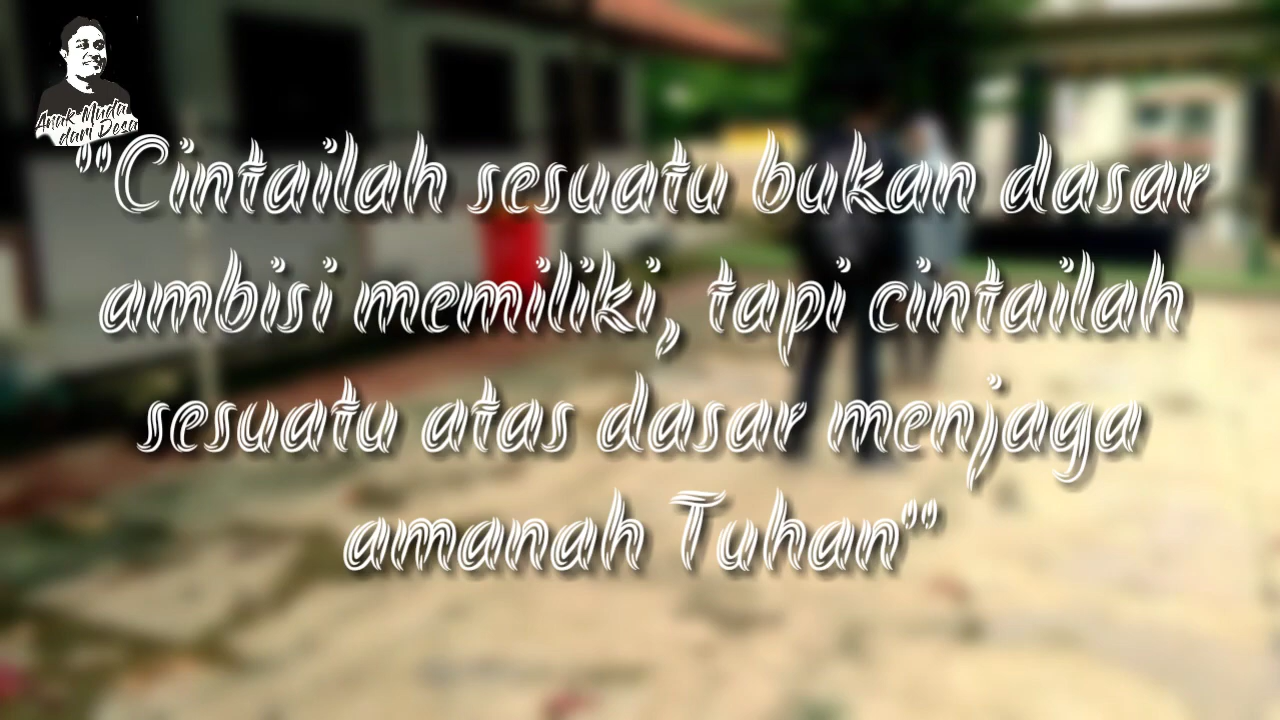 Anak Muda
dari Desa
"Cintailah sesuatu bukan dasar
ambisi memiliki, tapi cintailah
sesuatu atas dasar menjaga
amanah Tuhan"